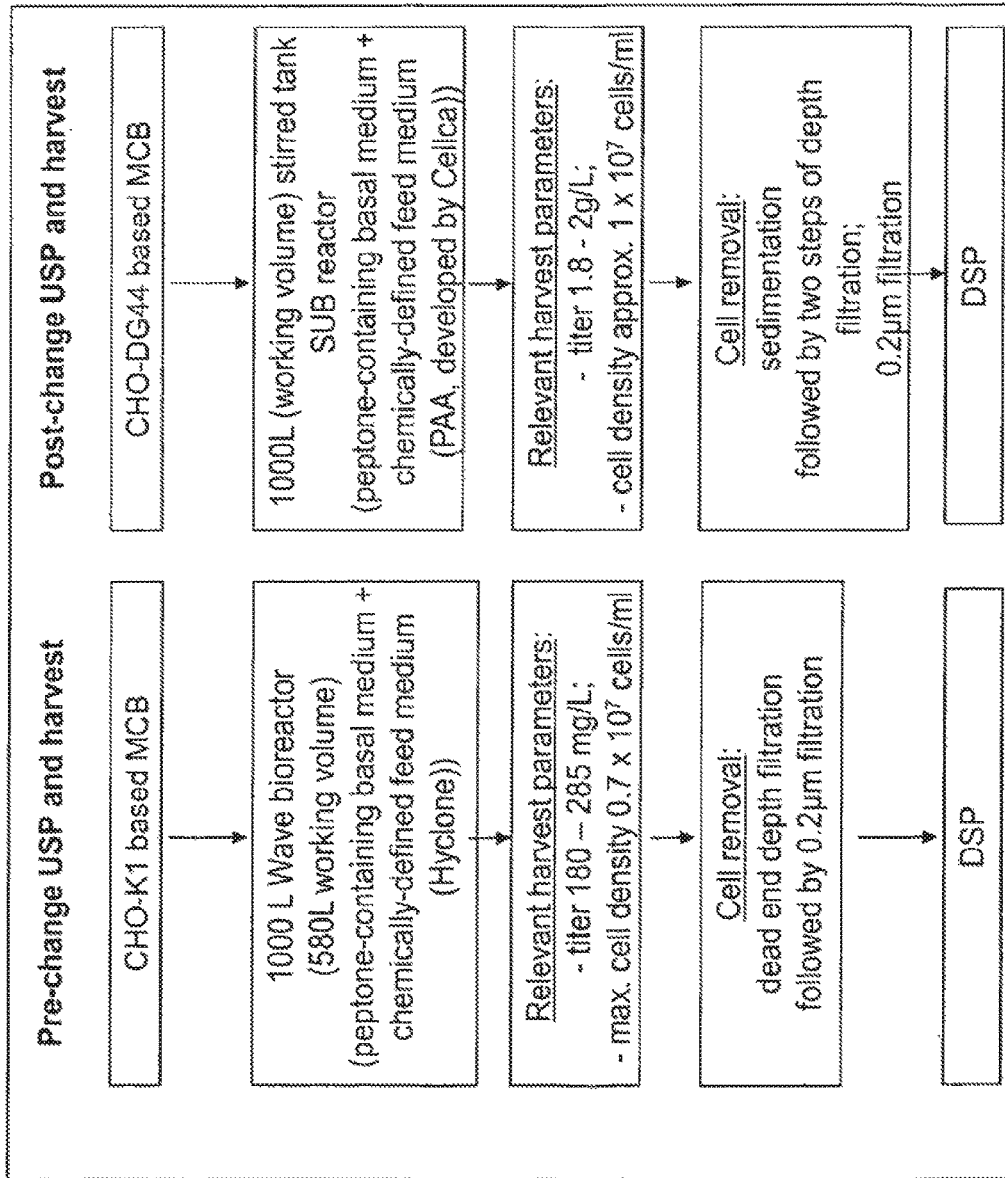 Pre-change USP and harvest
CHO-K1 based MCB
1000 L Wave bioreactor
(580L working volume)
(peptone-containing basal medium +
chemically-defined feed medium
(Hyclone))
Relevant harvest parameters:
- titer 180 – 285 mg/L;
- max. cell density 0.7 x 10⁷ cells/ml
Cell removal:
dead end depth filtration
followed by 0.2µm filtration
DSP
Post-change USP and harvest
CHO-DG44 based MCB
1000L (working volume) stirred tank
SUB reactor
(peptone-containing basal medium +
chemically-defined feed medium
(PAA, developed by Cellca))
Relevant harvest parameters:
- titer 1.8 - 2g/L;
- cell density approx. 1 x 10⁷ cells/ml
Cell removal:
sedimentation
followed by two steps of depth
filtration;
0.2µm filtration
DSP